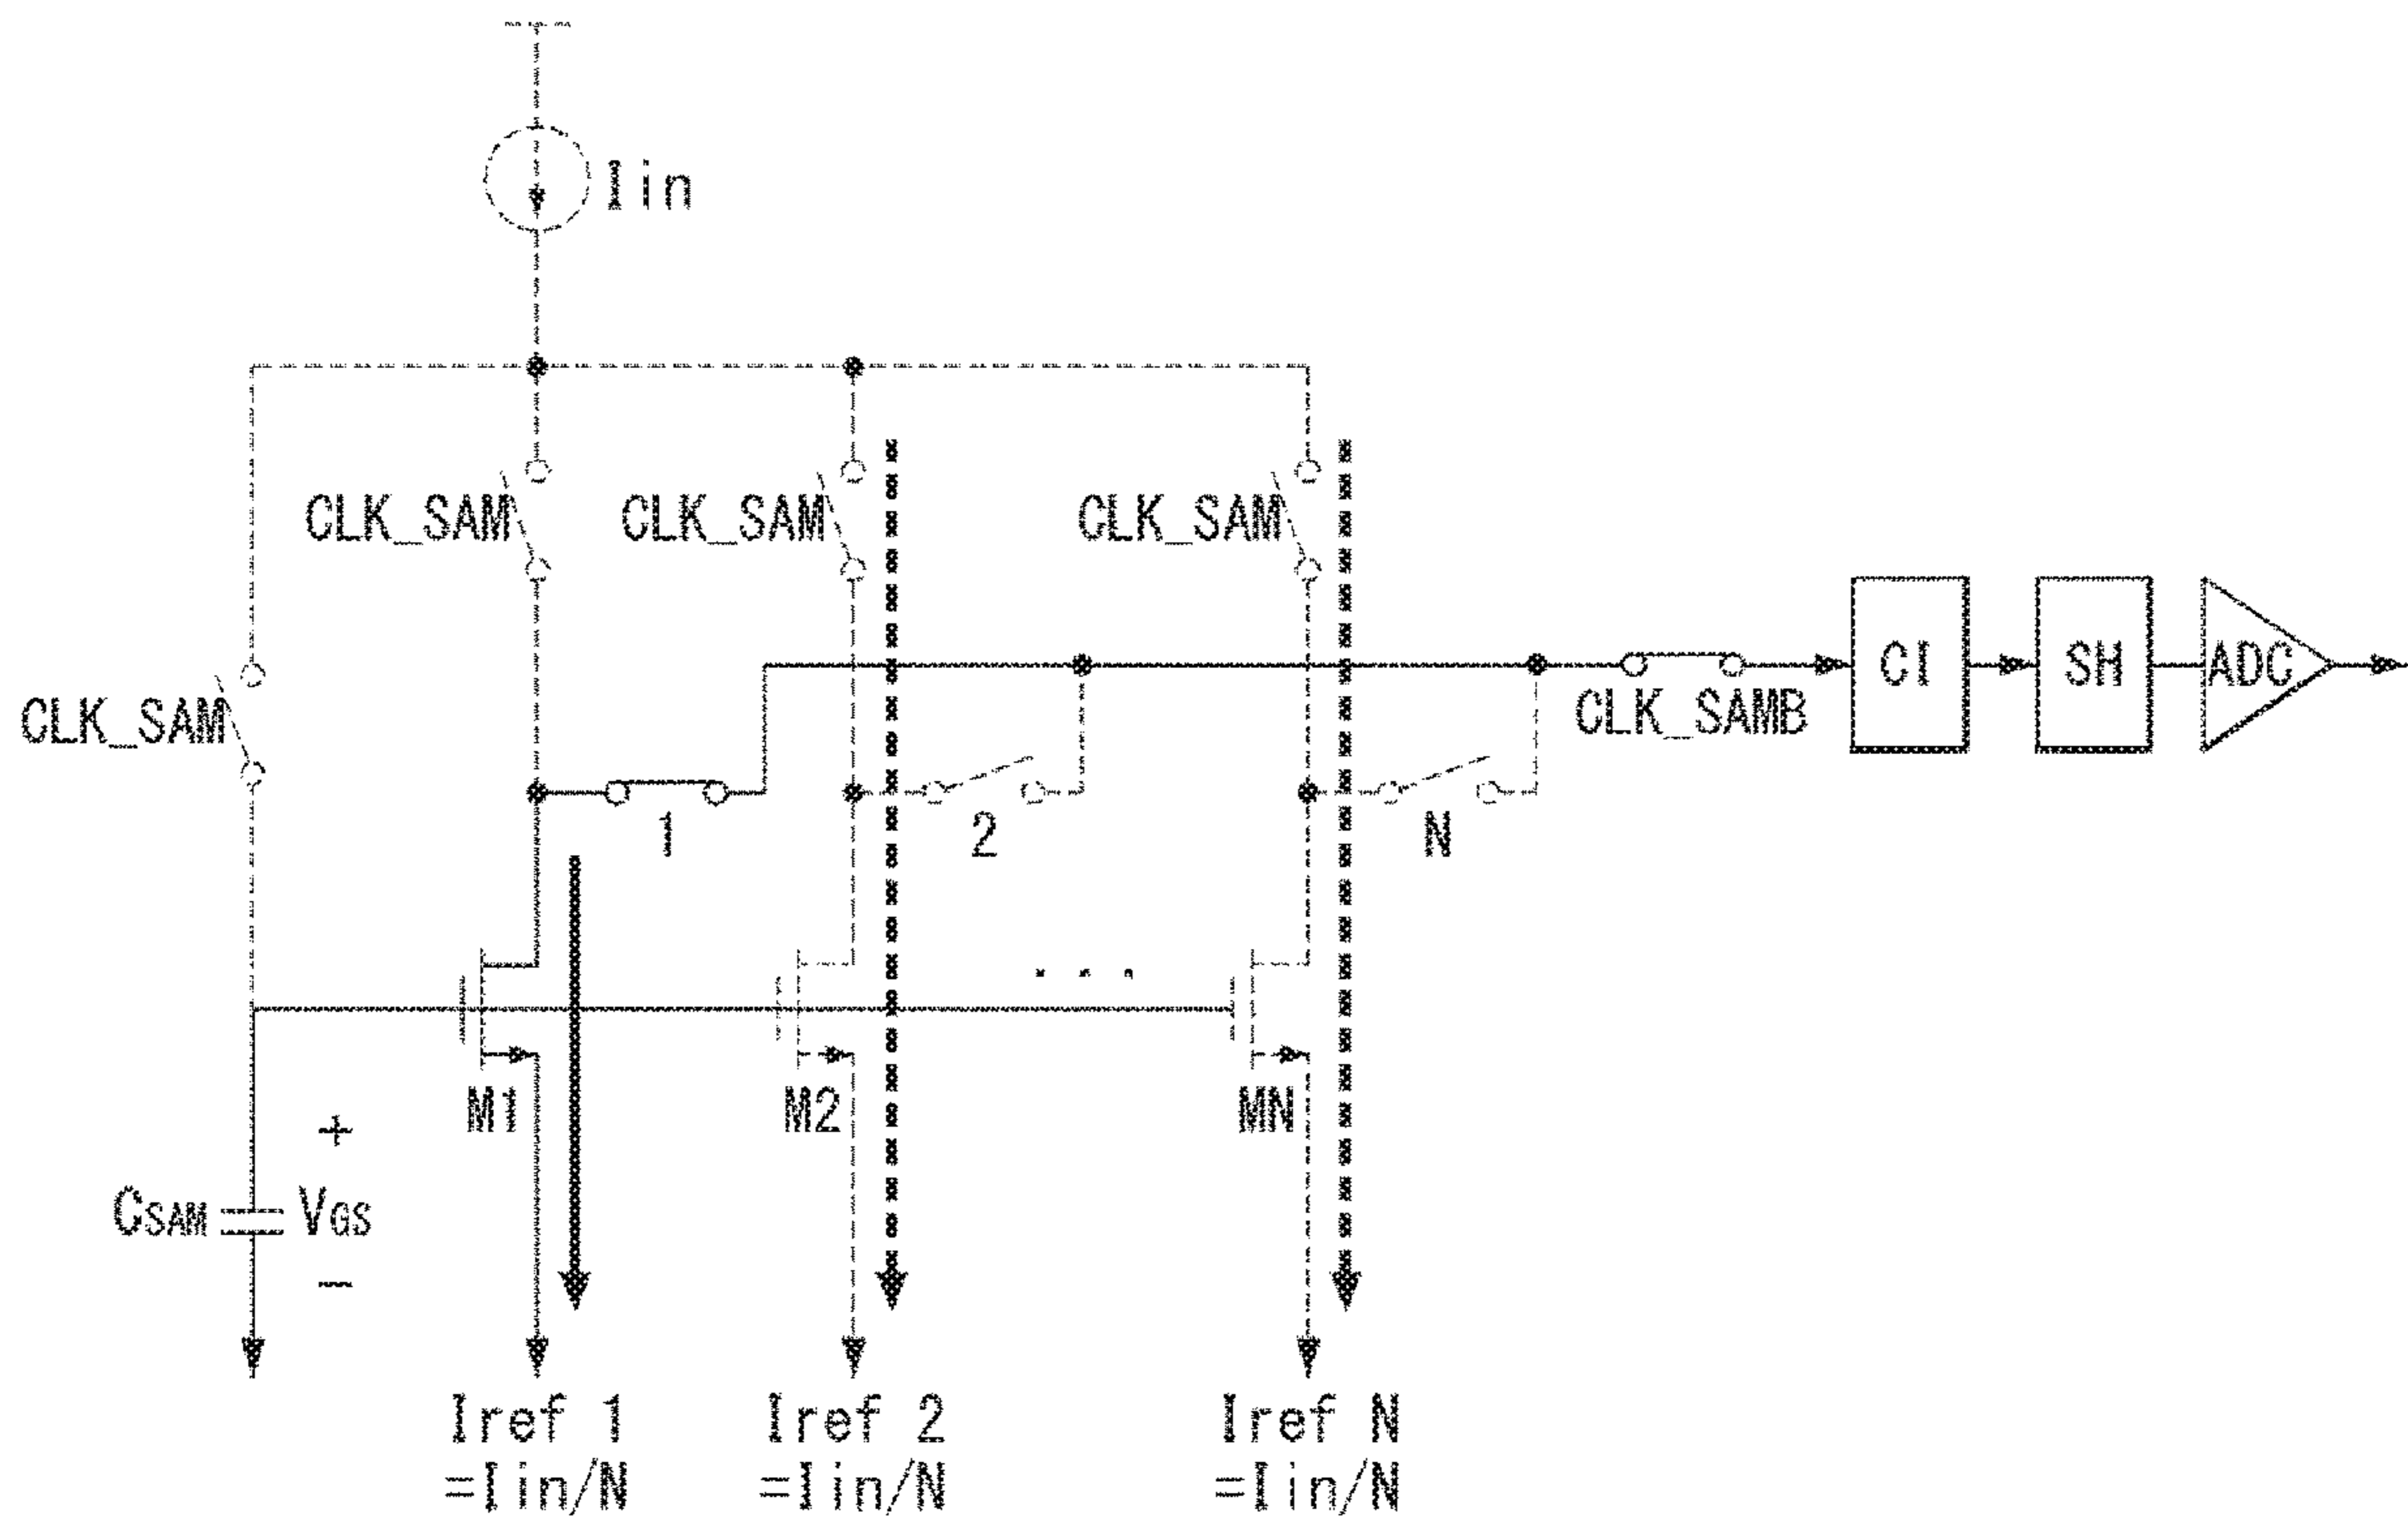 Iin
CLK_SAM
CLK_SAM
CLK_SAM
CLK_SAM
CLK_SAMB
CI
SH
ADC
1
2
N
. . .
M1
M2
MN
+
CSAM
VGS
−
Iref 1
=Iin/N
Iref 2
=Iin/N
Iref N
=Iin/N